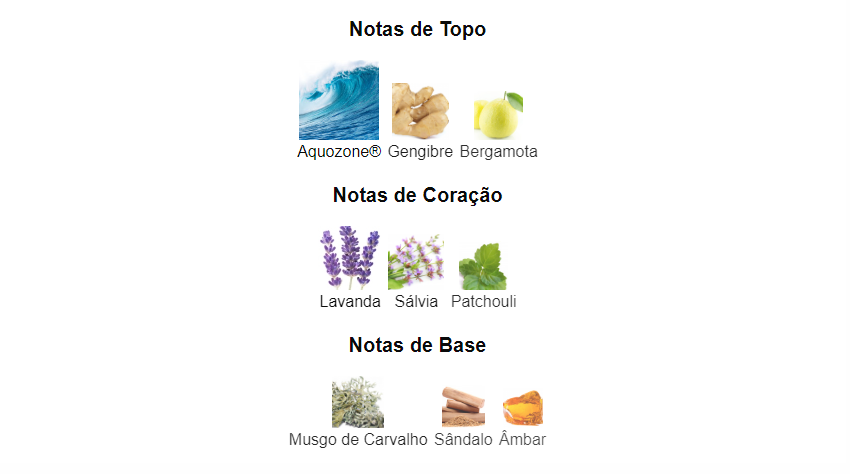 Notas de Topo
Aquozone® Gengibre Bergamota
Notas de Coração
Lavanda Sálvia Patchouli
Notas de Base
Musgo de Carvalho Sândalo Âmbar